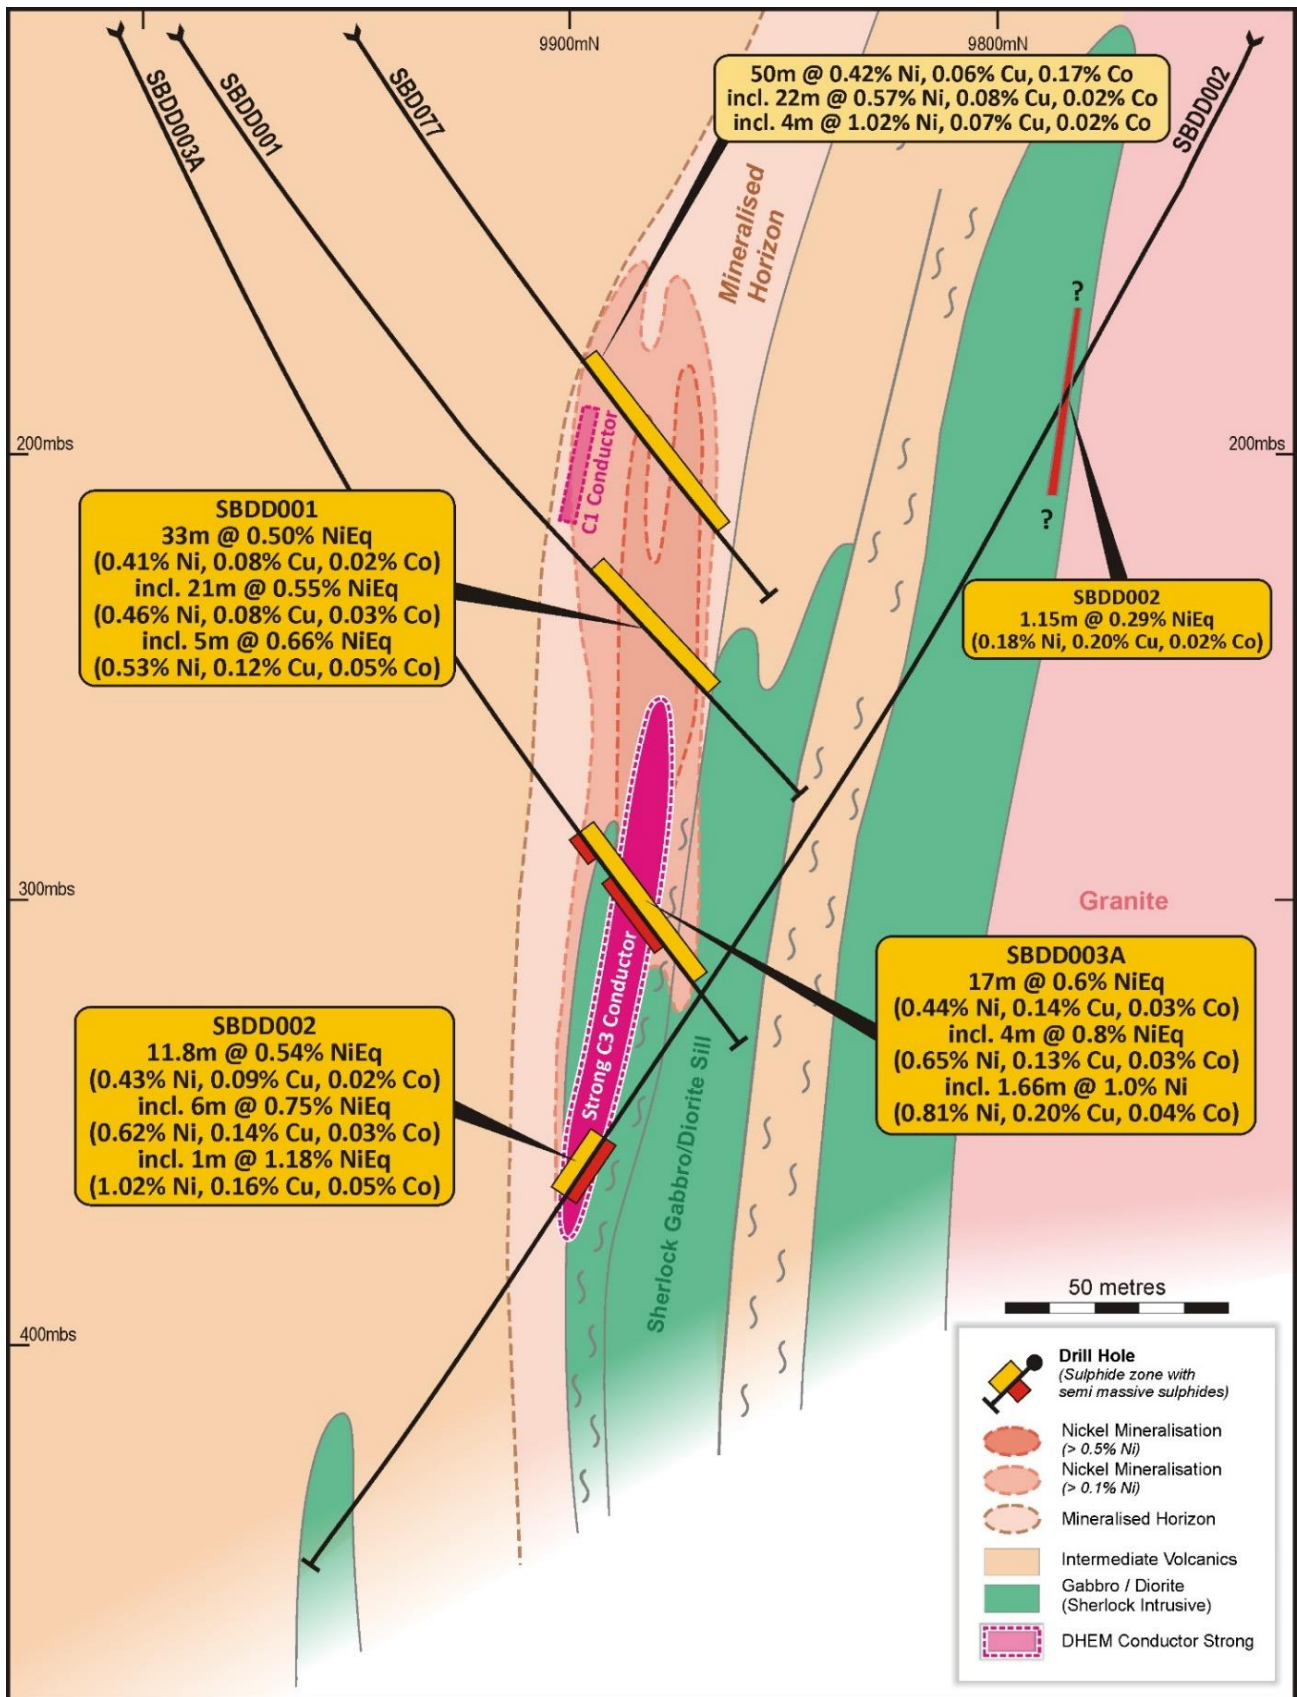 9900mN
9800mN
SBDD003A
SBDD001
SBD077
SBDD002
50m @ 0.42% Ni, 0.06% Cu, 0.17% Co
incl. 22m @ 0.57% Ni, 0.08% Cu, 0.02% Co
incl. 4m @ 1.02% Ni, 0.07% Cu, 0.02% Co
Mineralised
Horizon
?
?
200mbs
200mbs
C1 Conductor
SBDD001
33m @ 0.50% NiEq
(0.41% Ni, 0.08% Cu, 0.02% Co)
incl. 21m @ 0.55% NiEq
(0.46% Ni, 0.08% Cu, 0.03% Co)
incl. 5m @ 0.66% NiEq
(0.53% Ni, 0.12% Cu, 0.05% Co)
SBDD002
1.15m @ 0.29% NiEq
(0.18% Ni, 0.20% Cu, 0.02% Co)
300mbs
Granite
Strong C3 Conductor
SBDD003A
17m @ 0.6% NiEq
(0.44% Ni, 0.14% Cu, 0.03% Co)
incl. 4m @ 0.8% NiEq
(0.65% Ni, 0.13% Cu, 0.03% Co)
incl. 1.66m @ 1.0% Ni
(0.81% Ni, 0.20% Cu, 0.04% Co)
SBDD002
11.8m @ 0.54% NiEq
(0.43% Ni, 0.09% Cu, 0.02% Co)
incl. 6m @ 0.75% NiEq
(0.62% Ni, 0.14% Cu, 0.03% Co)
incl. 1m @ 1.18% NiEq
(1.02% Ni, 0.16% Cu, 0.05% Co)
Sherlock Gabbro/Diorite Sill
400mbs
50 metres
Drill Hole
(Sulphide zone with
semi massive sulphides)
Nickel Mineralisation
(> 0.5% Ni)
Nickel Mineralisation
(> 0.1% Ni)
Mineralised Horizon
Intermediate Volcanics
Gabbro / Diorite
(Sherlock Intrusive)
DHEM Conductor Strong